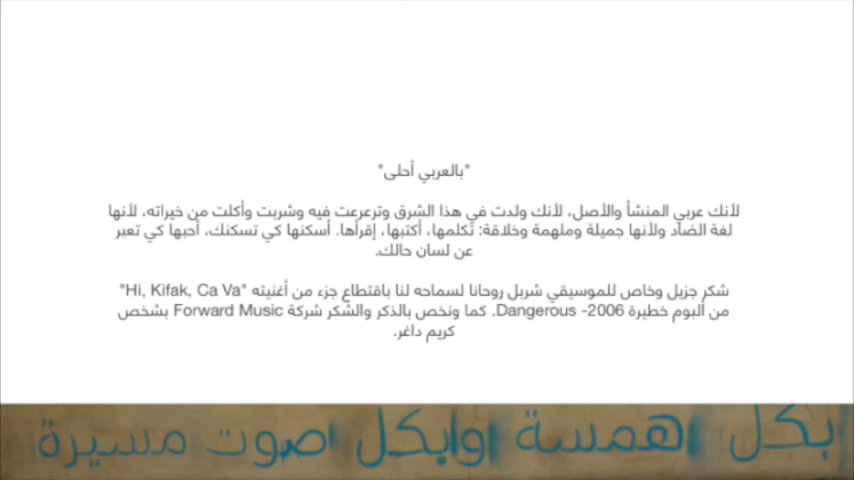 "بالعربي أحلى"
لأنك عربي المنشأ والأصل، لأنك ولدت في هذا الشرق وترعرعت فيه وشربت وأكلت من خيراته، لأنها
لغة الضاد ولأنها جميلة وملهمة وخلاقة: تكلمها، أكتبها، إقرأها. أسكنها كي تسكنك، أحبها كي تعبر
عن لسان حالك.
شكر جزيل وخاص للموسيقي شربل روحانا لسماحه لنا باقتطاع جزء من أغنيته "Hi, Kifak, Ca Va"
من ألبوم خطيرة Dangerous -2006. كما ونخص بالذكر والشكر شركة Forward Music بشخص
كريم داغر.
بكل همسة وبكل صوت مسيرة